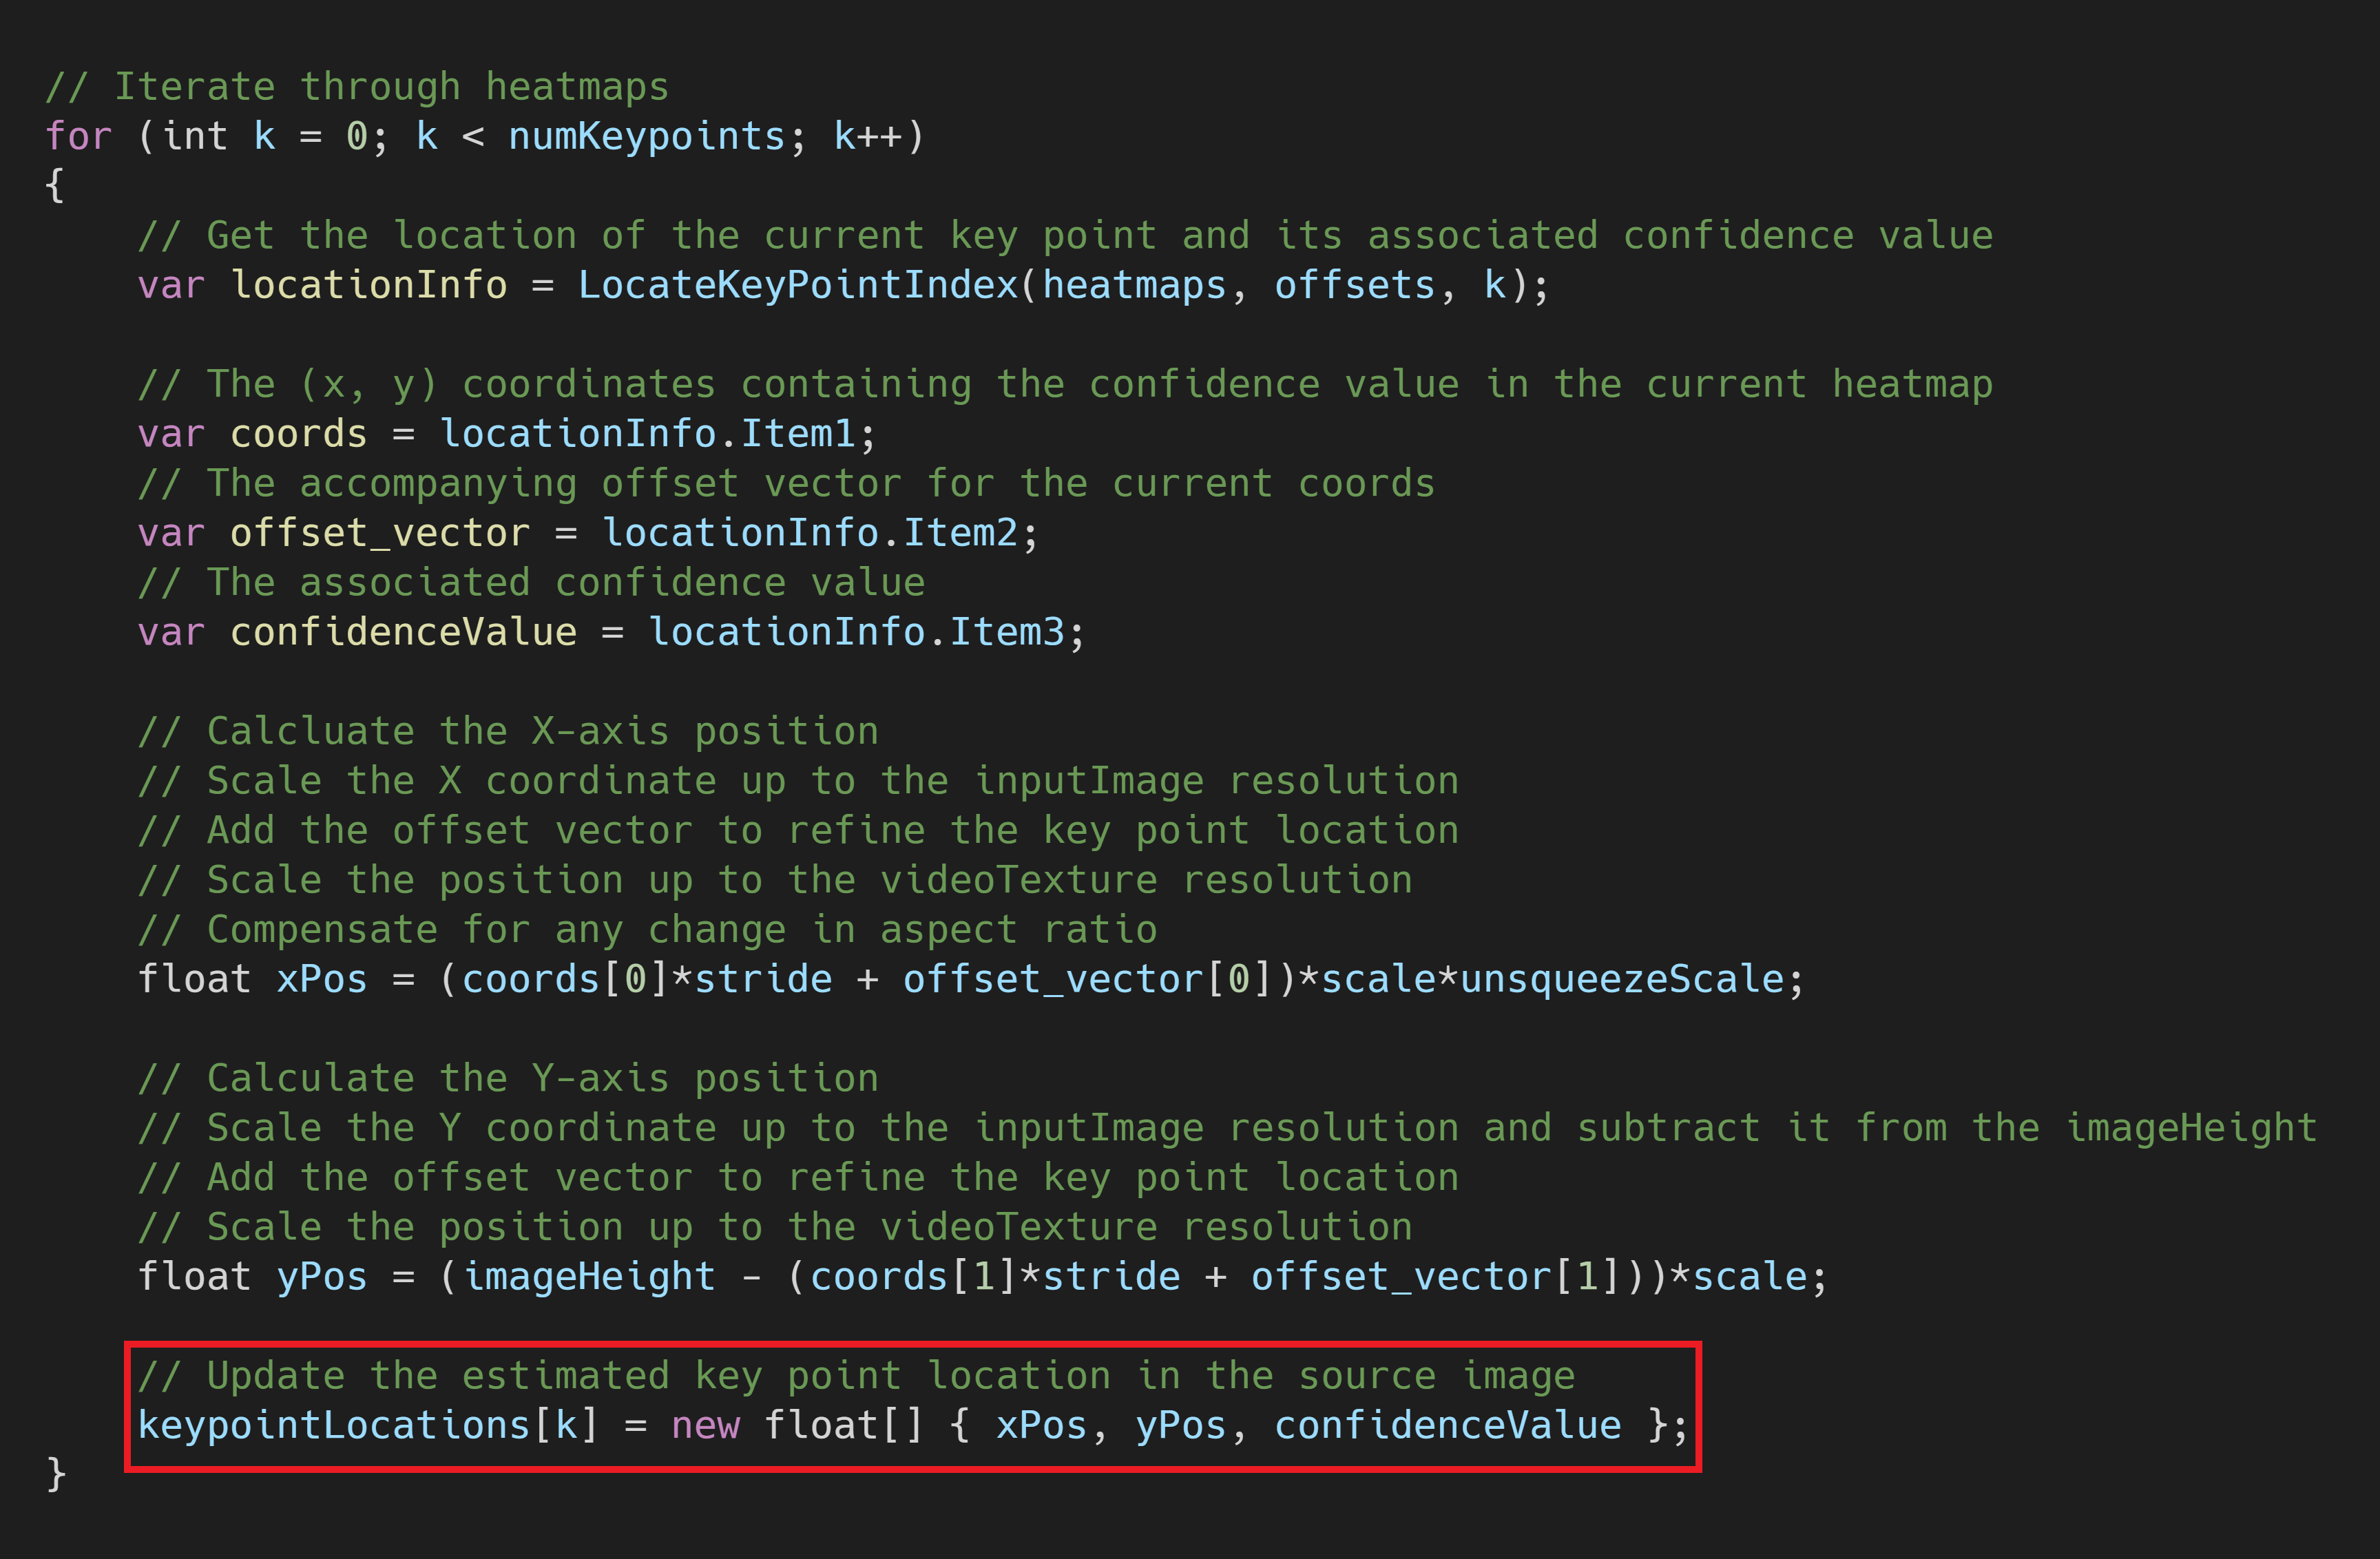 // Iterate through heatmaps
for (int k = 0; k < numKeypoints; k++)
{
    // Get the location of the current key point and its associated confidence value
    var locationInfo = LocateKeyPointIndex(heatmaps, offsets, k);

    // The (x, y) coordinates containing the confidence value in the current heatmap
    var coords = locationInfo.Item1;
    // The accompanying offset vector for the current coords
    var offset_vector = locationInfo.Item2;
    // The associated confidence value
    var confidenceValue = locationInfo.Item3;

    // Calcluate the X-axis position
    // Scale the X coordinate up to the inputImage resolution
    // Add the offset vector to refine the key point location
    // Scale the position up to the videoTexture resolution
    // Compensate for any change in aspect ratio
    float xPos = (coords[0]*stride + offset_vector[0])*scale*unsqueezeScale;

    // Calculate the Y-axis position
    // Scale the Y coordinate up to the inputImage resolution and subtract it from the imageHeight
    // Add the offset vector to refine the key point location
    // Scale the position up to the videoTexture resolution
    float yPos = (imageHeight - (coords[1]*stride + offset_vector[1]))*scale;

    // Update the estimated key point location in the source image
    keypointLocations[k] = new float[] { xPos, yPos, confidenceValue };
}